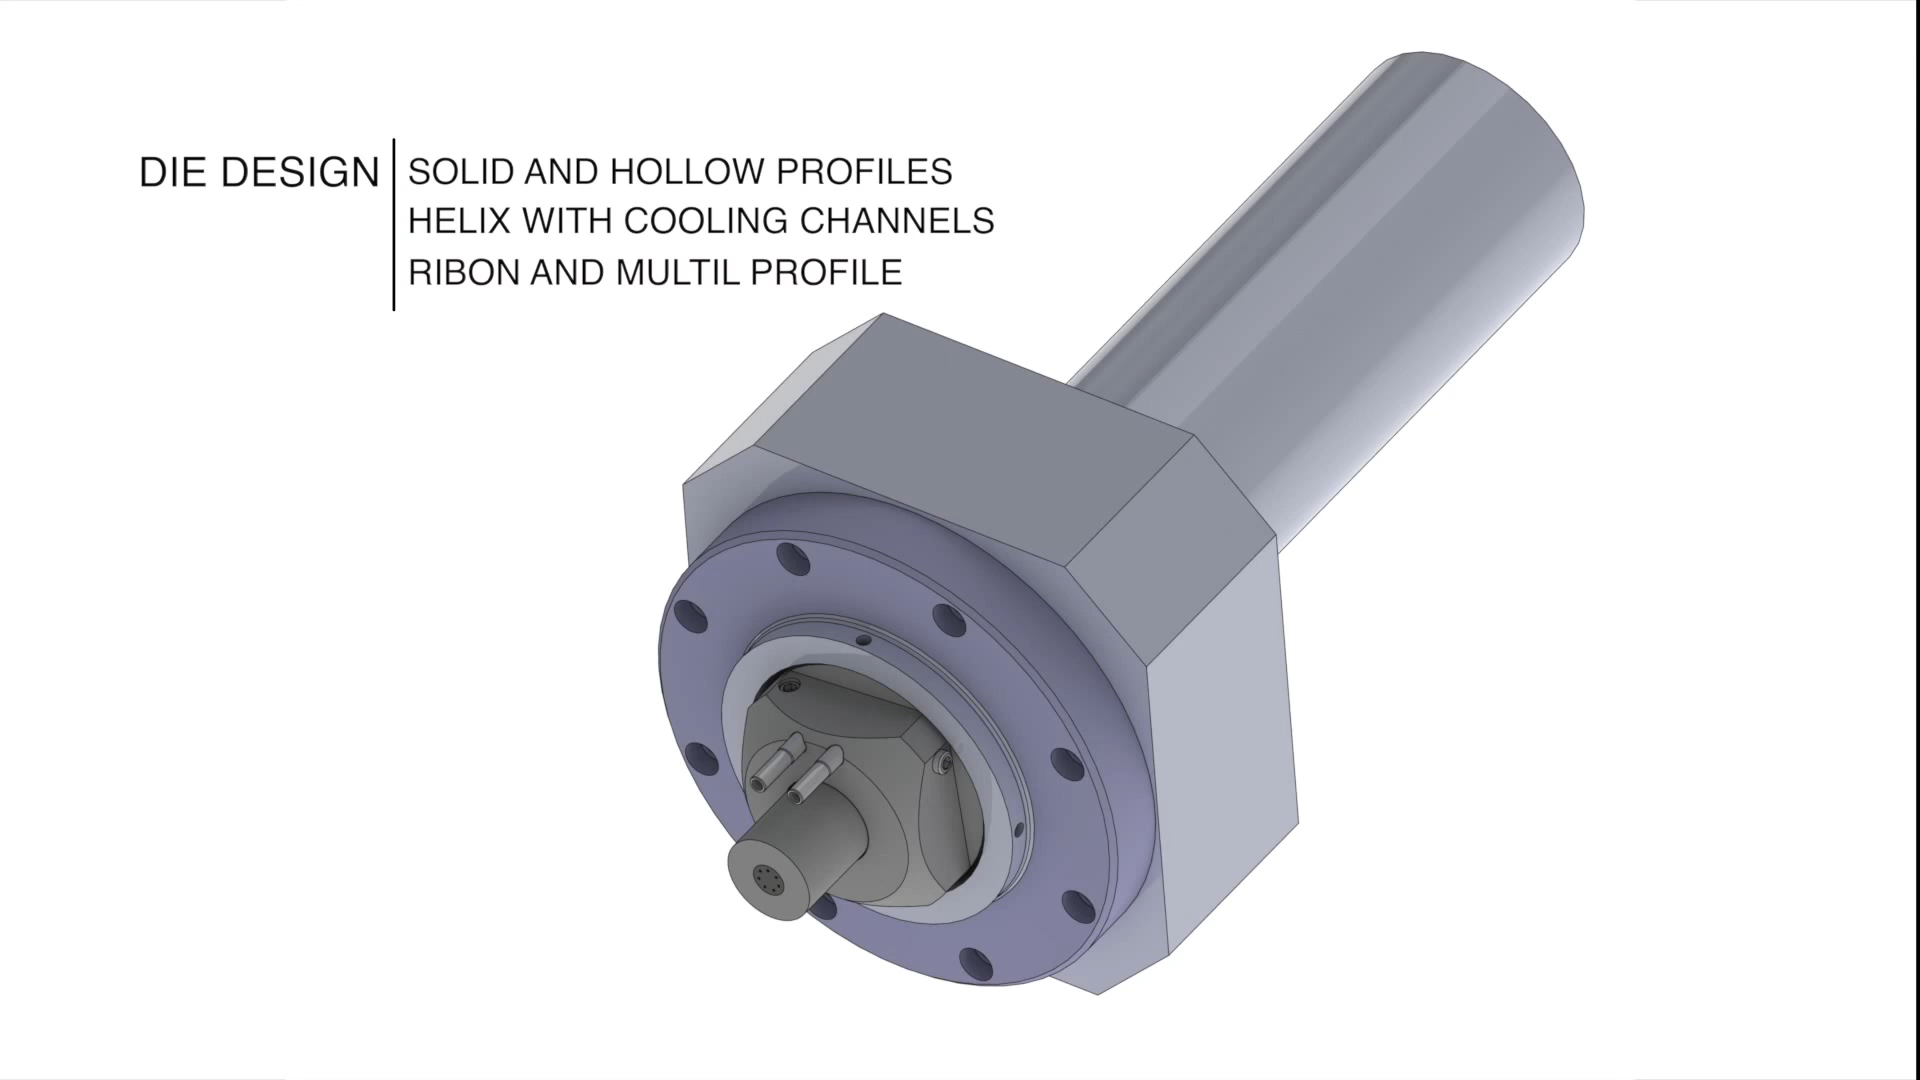 DIE DESIGN
SOLID AND HOLLOW PROFILES
HELIX WITH COOLING CHANNELS
RIBON AND MULTIL PROFILE